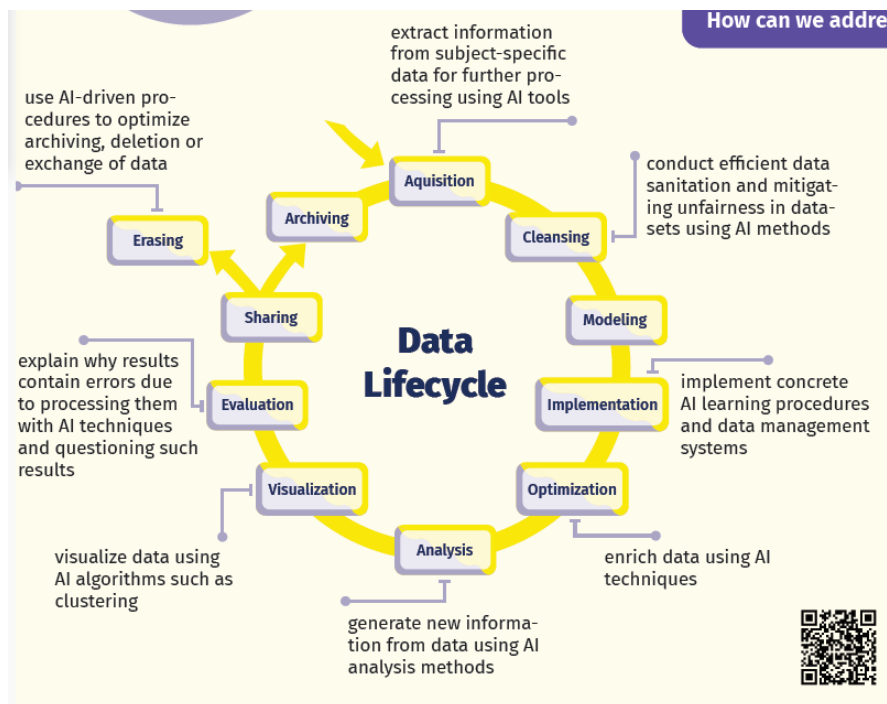 How can we addre
extract information
from subject-specific
data for further pro-
cessing using AI tools
use AI-driven pro-
cedures to optimize
archiving, deletion or
exchange of data
Aquisition
conduct efficient data
sanitation and mitigat-
ing unfairness in data-
sets using AI methods
Archiving
Cleansing
Erasing
Sharing
Modeling
Data
Lifecycle
explain why results
contain errors due
to processing them
with AI techniques
and questioning such
results
Evaluation
Implementation
implement concrete
AI learning procedures
and data management
systems
Visualization
Optimization
visualize data using
AI algorithms such as
clustering
Analysis
enrich data using AI
techniques
generate new informa-
tion from data using AI
analysis methods